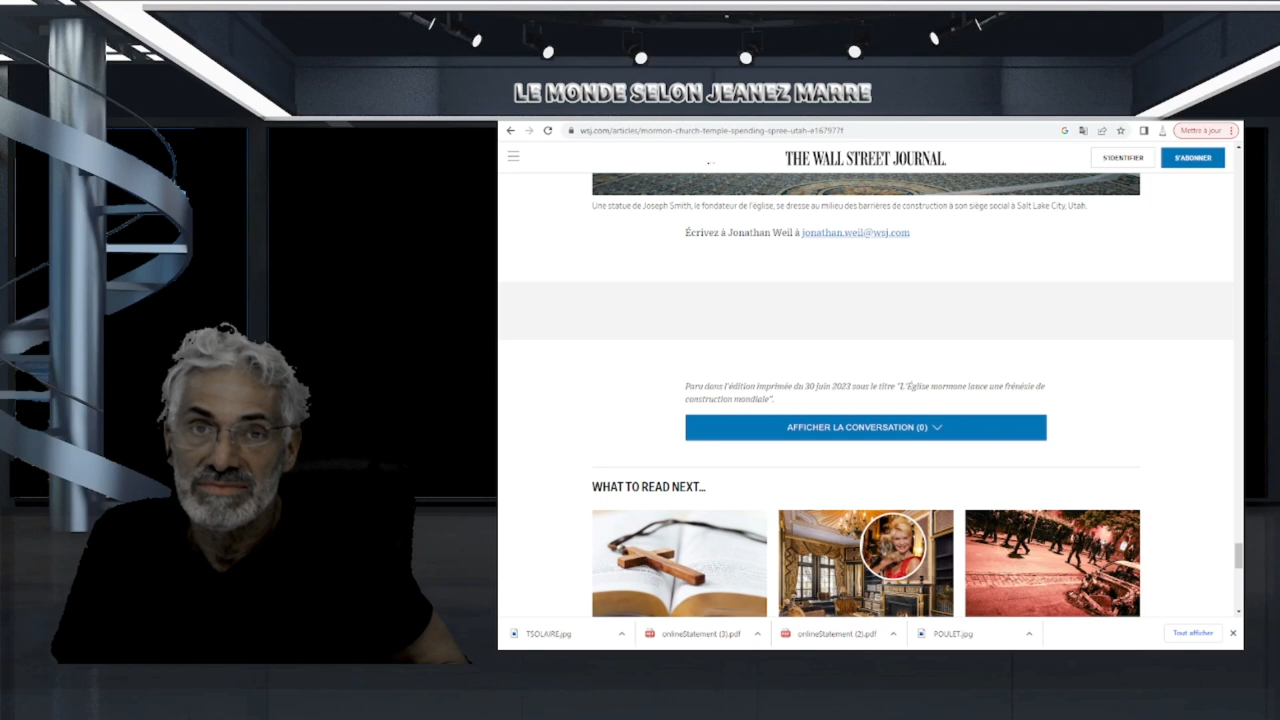 LE MONDE SELON JEANEZ MARRE
wsj.com/articles/mormon-church-temple-spending-spree-utah-e167977f
Mettre à jour
THE WALL STREET JOURNAL.
S'IDENTIFIER
S'ABONNER
Une statue de Joseph Smith, le fondateur de l'église, se dresse au milieu des barrières de construction à son siège social à Salt Lake City, Utah.
Écrivez à Jonathan Weil à jonathan.weil@wsj.com
Paru dans l'édition imprimée du 30 juin 2023 sous le titre "L'Église mormone lance une frénésie de
construction mondiale".
AFFICHER LA CONVERSATION (0)
WHAT TO READ NEXT...
TSOLAIRE.jpg
onlineStatement (3).pdf
onlineStatement (2).pdf
POULET.jpg
Tout afficher